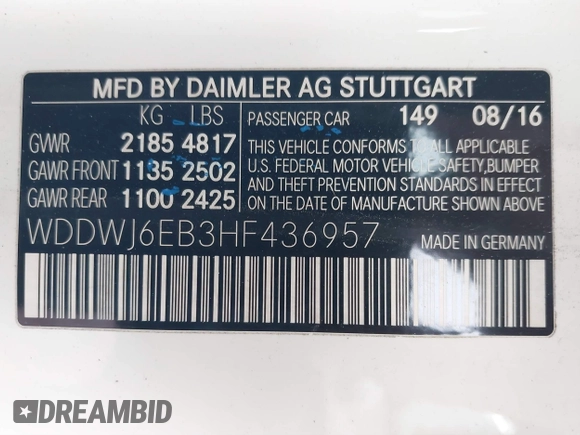 MFD BY DAIMLER AG STUTTGART
KG LBS
GVWR 2185 4817
GAWR FRONT 1135 2502
GAWR REAR 1100 2425
PASSENGER CAR 149 08/16
THIS VEHICLE CONFORMS TO ALL APPLICABLE
U.S. FEDERAL MOTOR VEHICLE SAFETY, BUMPER
AND THEFT PREVENTION STANDARDS IN EFFECT
ON THE DATE OF MANUFACTURE SHOWN ABOVE
WDDWJ6EB3HF436957 MADE IN GERMANY
DREAMBID